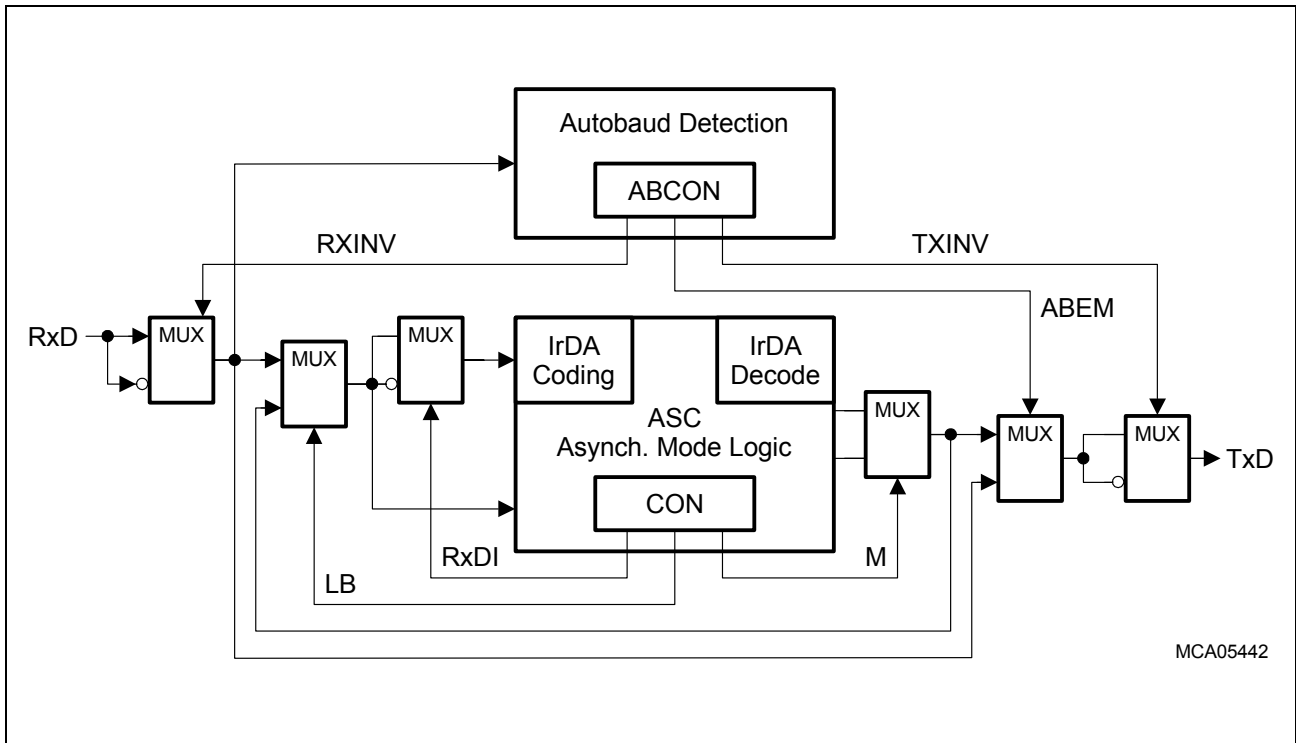 Autobaud Detection
ABCON
RXINV
TXINV
ABEM
RxD
MUX
MUX
MUX
IrDA
Coding
IrDA
Decode
ASC
Asynch. Mode Logic
CON
MUX
MUX
MUX
TxD
RxDI
LB
M
MCA05442